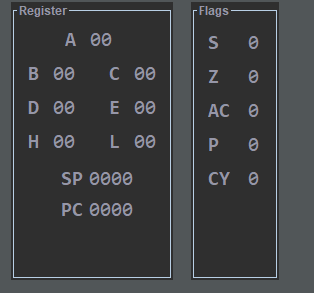 Register
A 00
B 00 C 00
D 00 E 00
H 00 L 00
SP 0000
PC 0000
Flags
S 0
Z 0
AC 0
P 0
CY 0